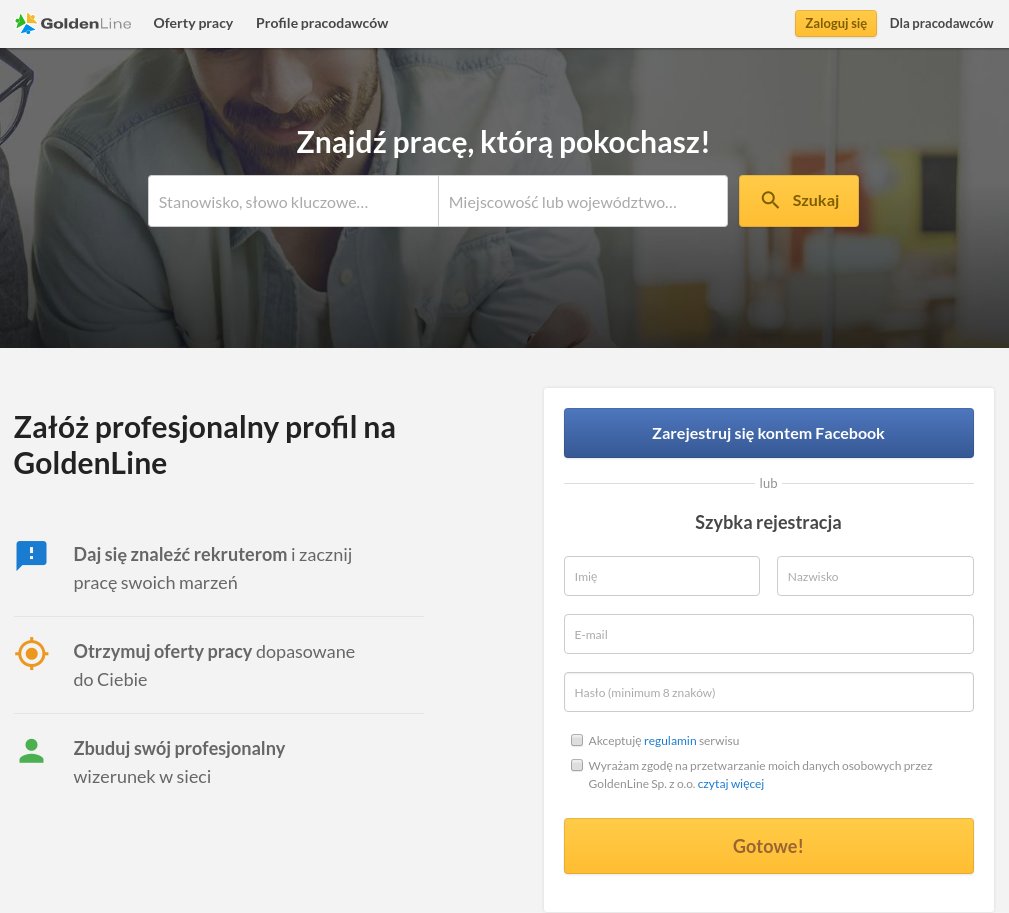 GoldenLine Oferty pracy Profile pracodawców Zaloguj się Dla pracodawców
Znajdź pracę, którą pokochasz!
Stanowisko, słowo kluczowe... Miejscowość lub województwo... Szukaj
Załóż profesjonalny profil na
GoldenLine
Daj się znaleźć rekruterom i zacznij
pracę swoich marzeń
Otrzymuj oferty pracy dopasowane
do Ciebie
Zbuduj swój profesjonalny
wizerunek w sieci
Zarejestruj się kontem Facebook
lub
Szybka rejestracja
Imię Nazwisko
E-mail
Hasło (minimum 8 znaków)
Akceptuję regulamin serwisu
Wyrażam zgodę na przetwarzanie moich danych osobowych przez
GoldenLine Sp. z o.o. czytaj więcej
Gotowe!